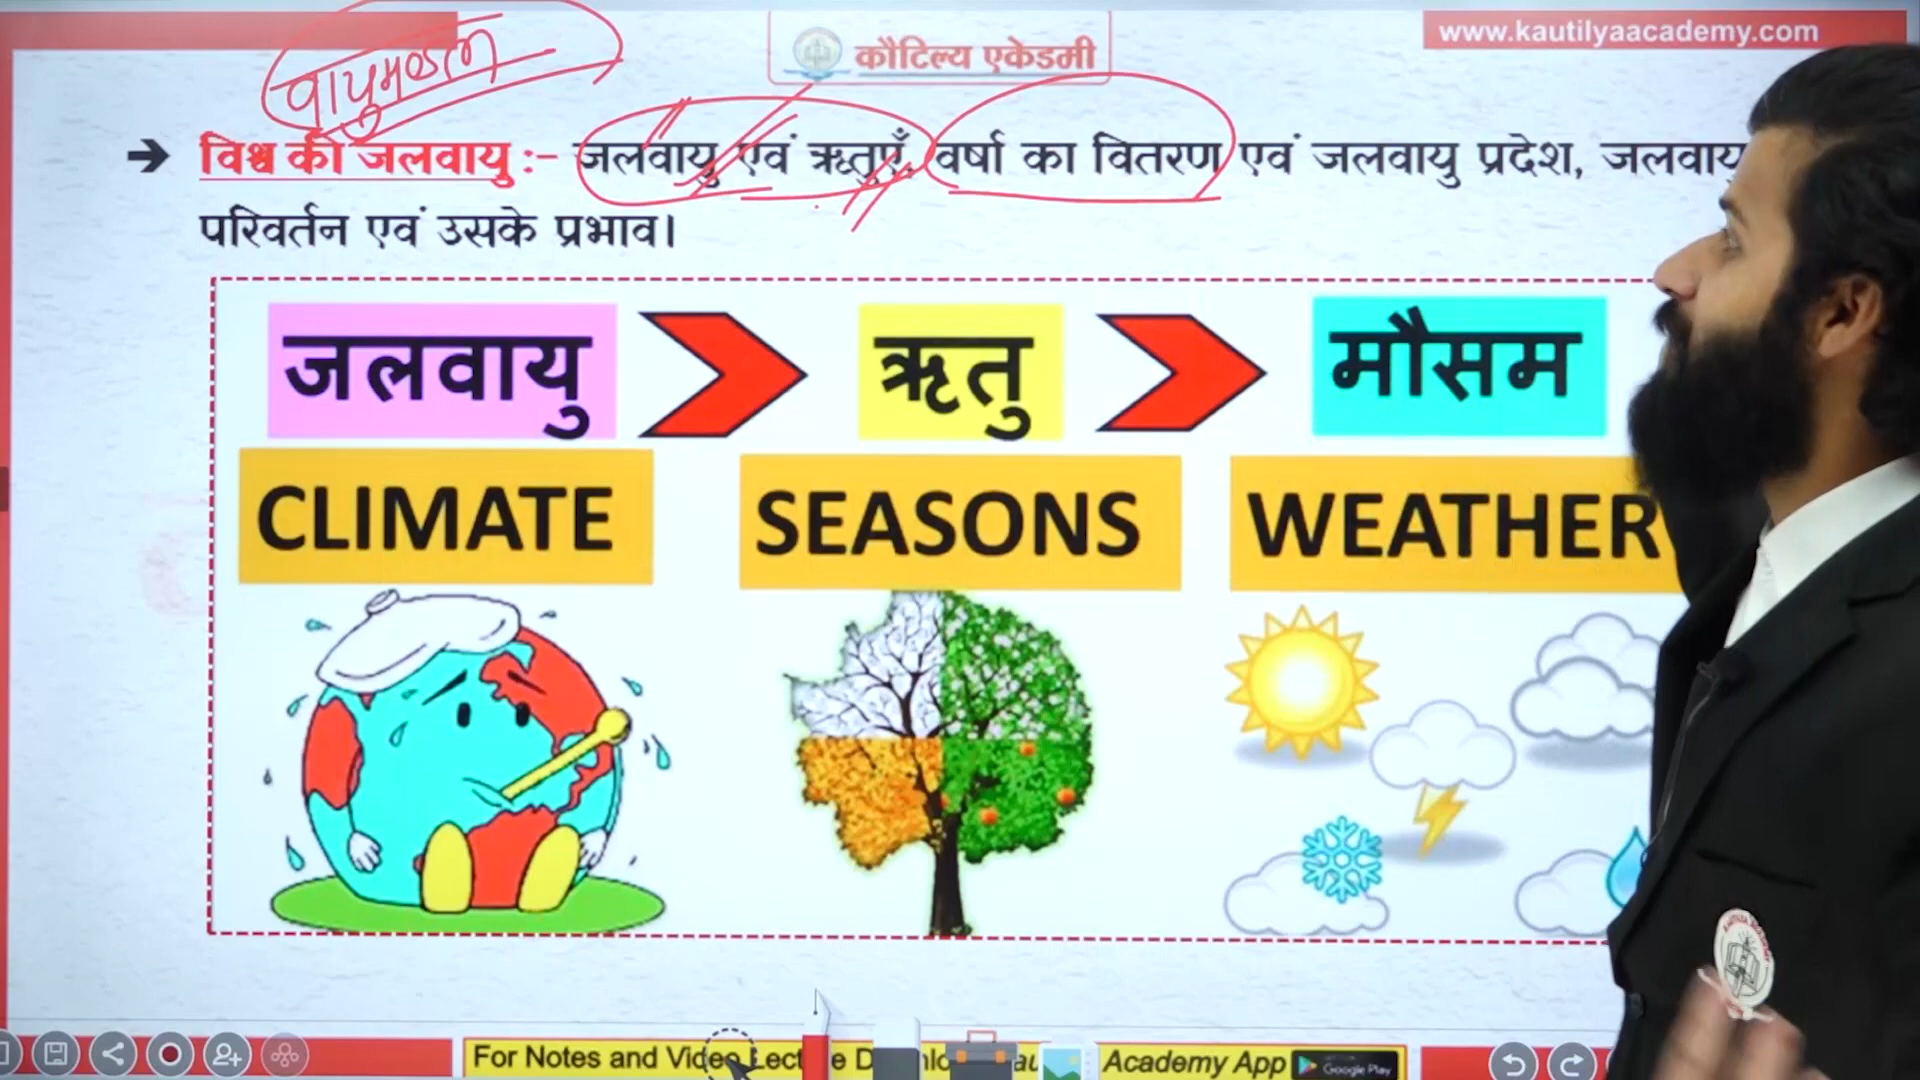 www.kautilyaacademy.com
कौटिल्य एकेडमी
वायुमण्डल
विश्व की जलवायु :- जलवायु एवं ऋतुएँ, वर्षा का वितरण एवं जलवायु प्रदेश, जलवायु
परिवर्तन एवं उसके प्रभाव।
जलवायु ऋतु मौसम
CLIMATE SEASONS WEATHER
For Notes and Video Academy App Google Play